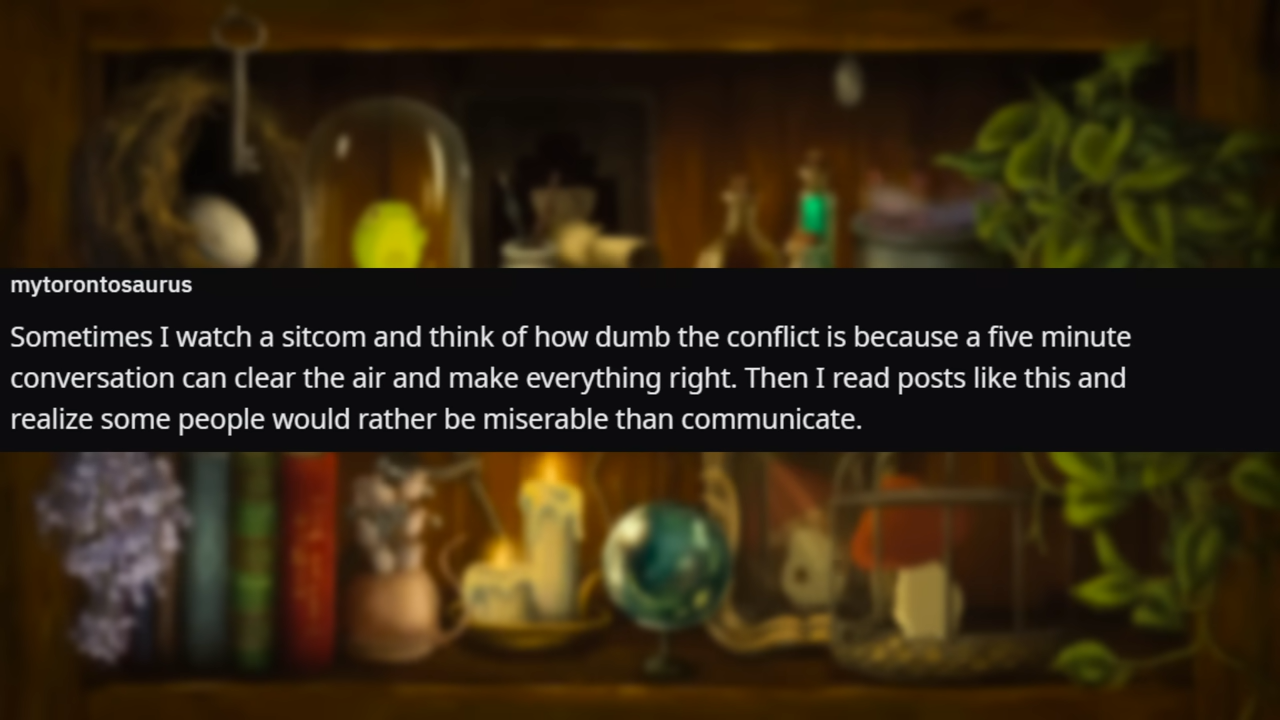 mytorontosaurus
Sometimes I watch a sitcom and think of how dumb the conflict is because a five minute
conversation can clear the air and make everything right. Then I read posts like this and
realize some people would rather be miserable than communicate.